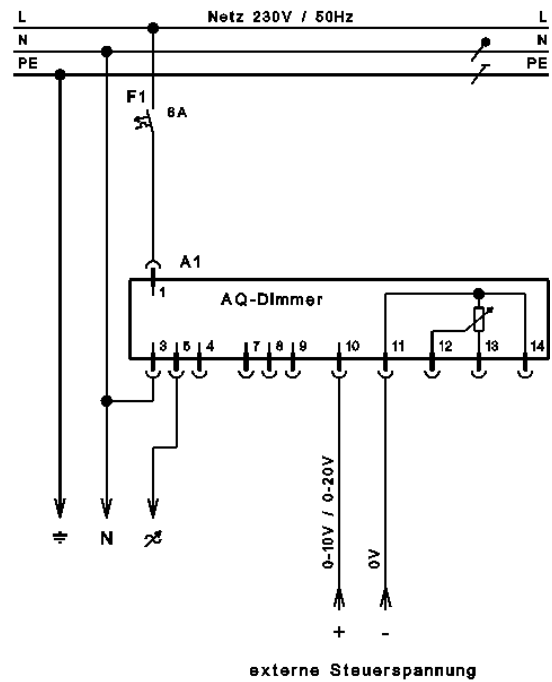 L Netz 230V / 50Hz L
N N
PE PE
F1
6A
A1
1
AQ-Dimmer
3 5 4 7 8 9 10 11 12 13 14
0-10V / 0-20V
0V
N
+ -
externe Steuerspannung